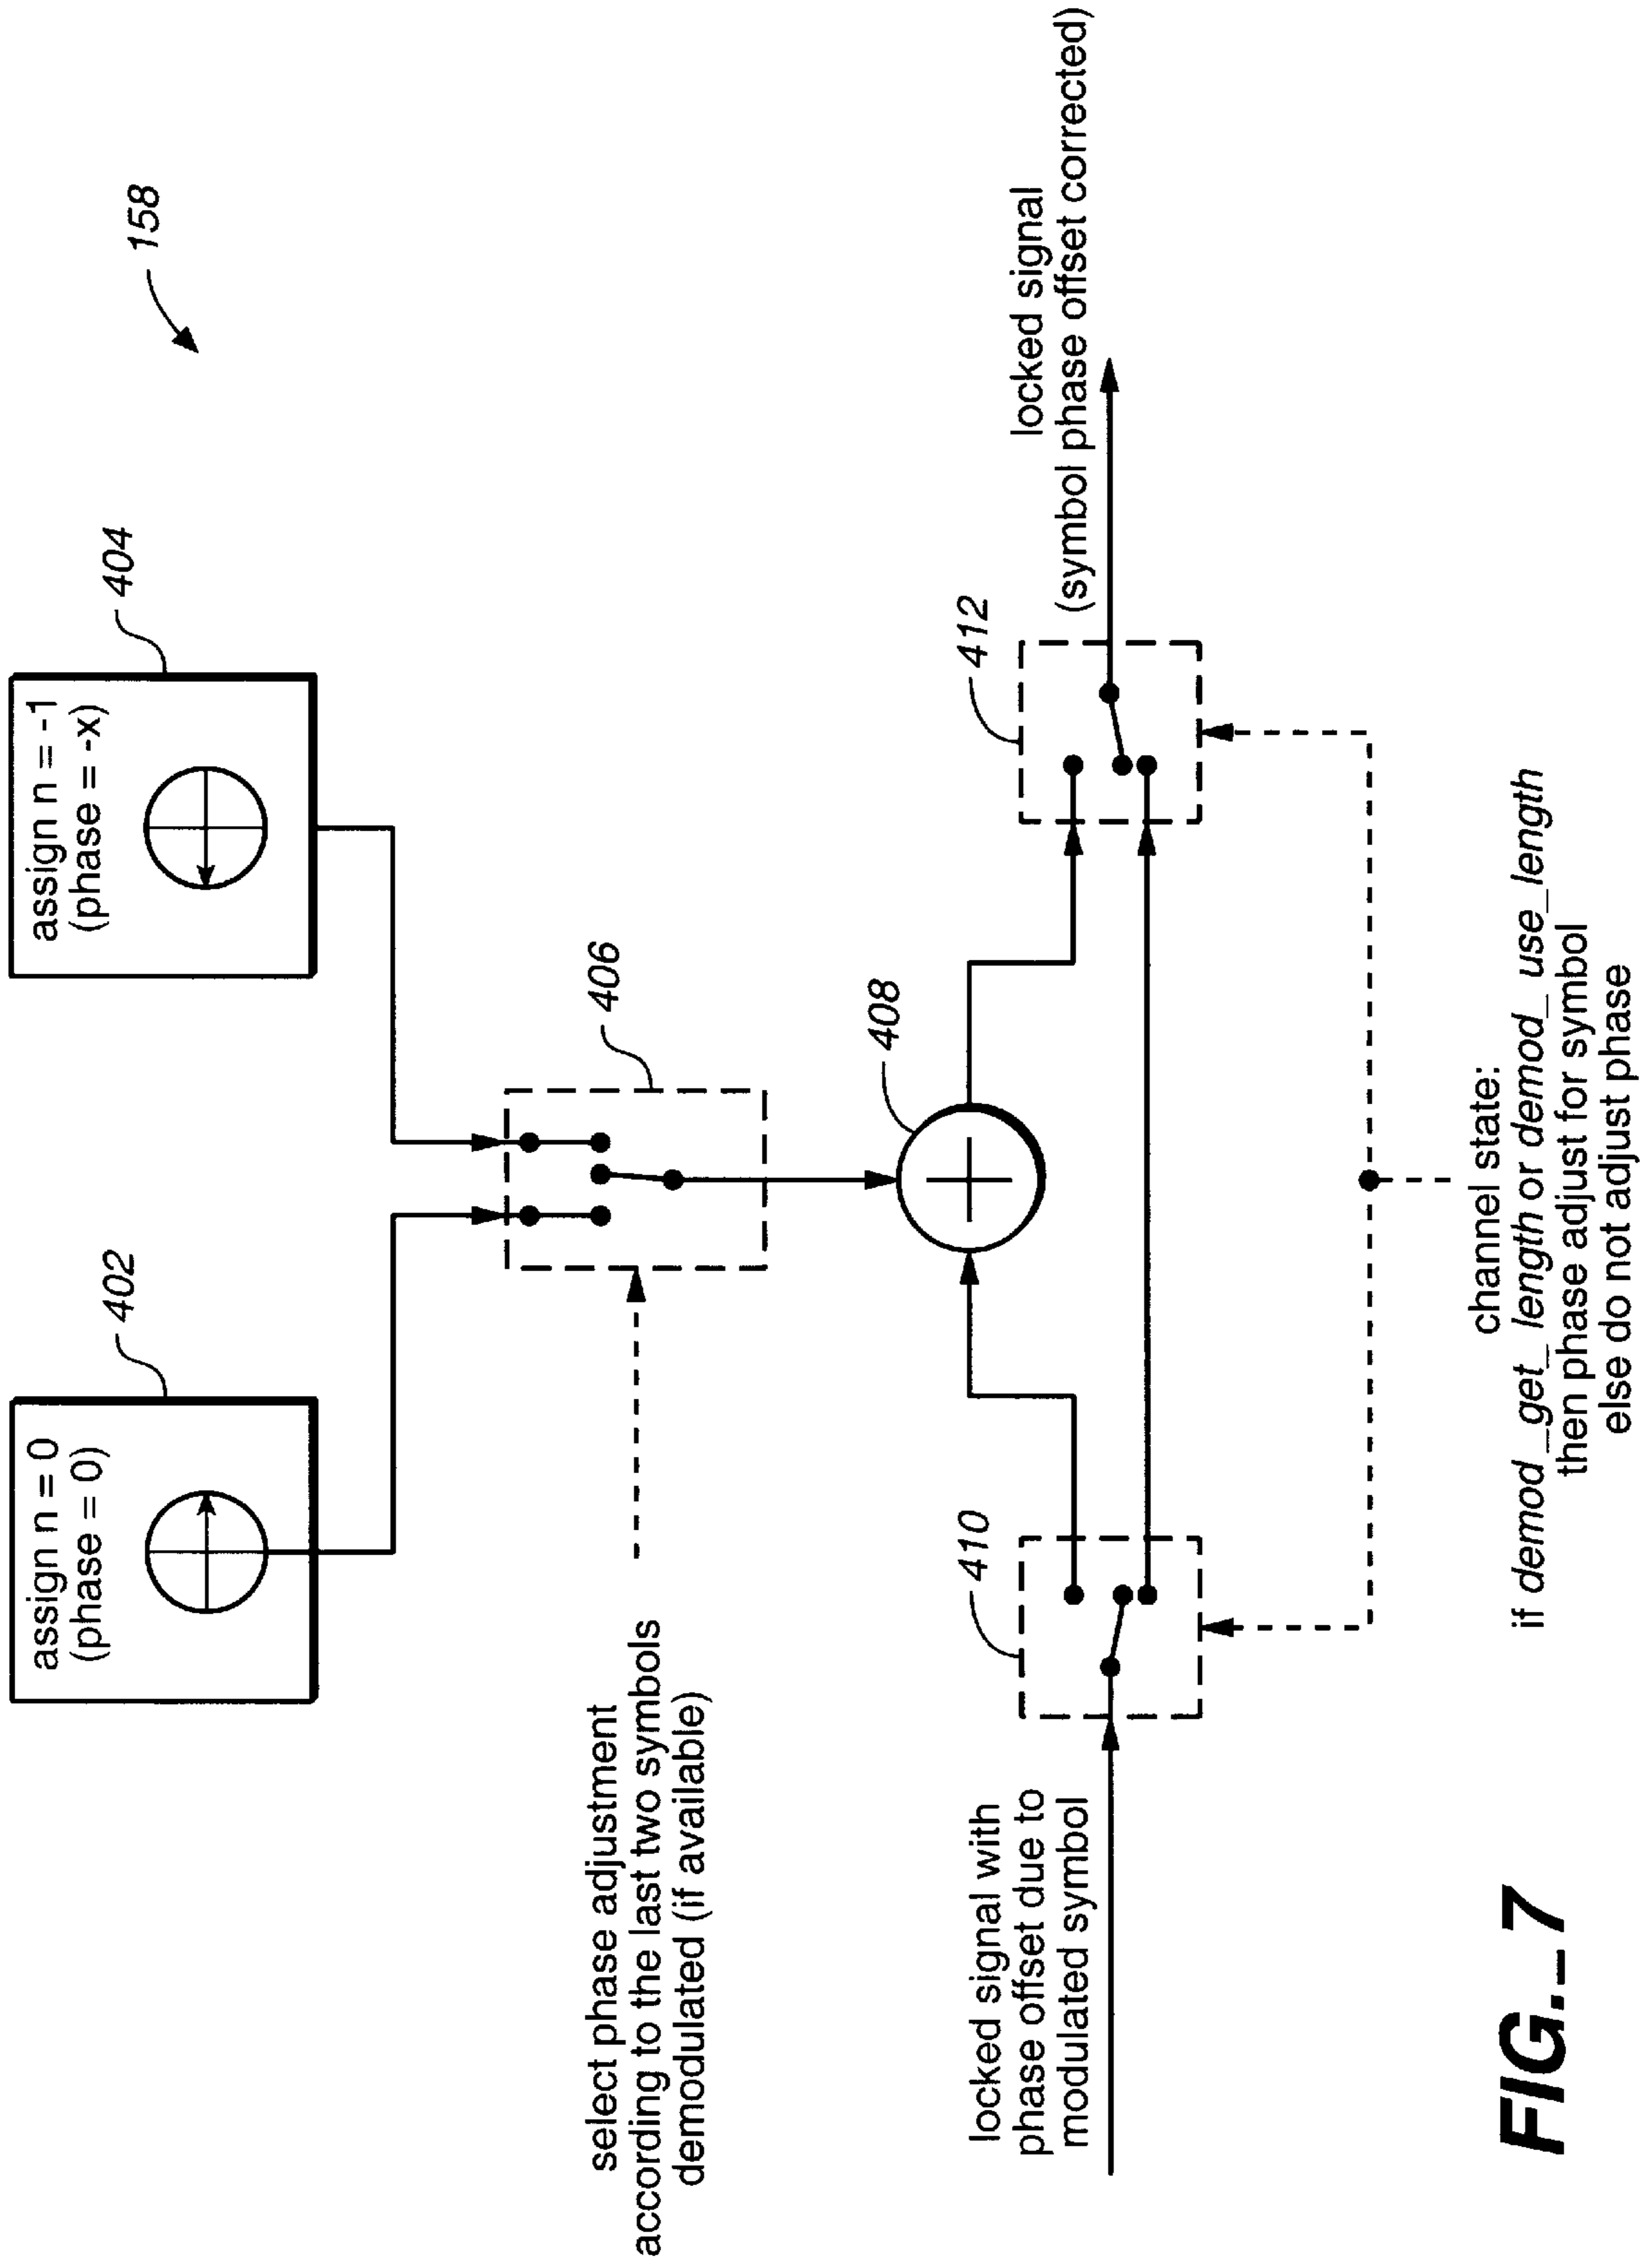 158
402
assign n = 0
(phase = 0)
404
assign n = -1
(phase = -x)
406
select phase adjustment
according to the last two symbols
demodulated (if available)
408
410
412
locked signal with
phase offset due to
modulated symbol
locked signal
(symbol phase offset corrected)
channel state:
if demod_get_length or demod_use_length
then phase adjust for symbol
else do not adjust phase
FIG._7